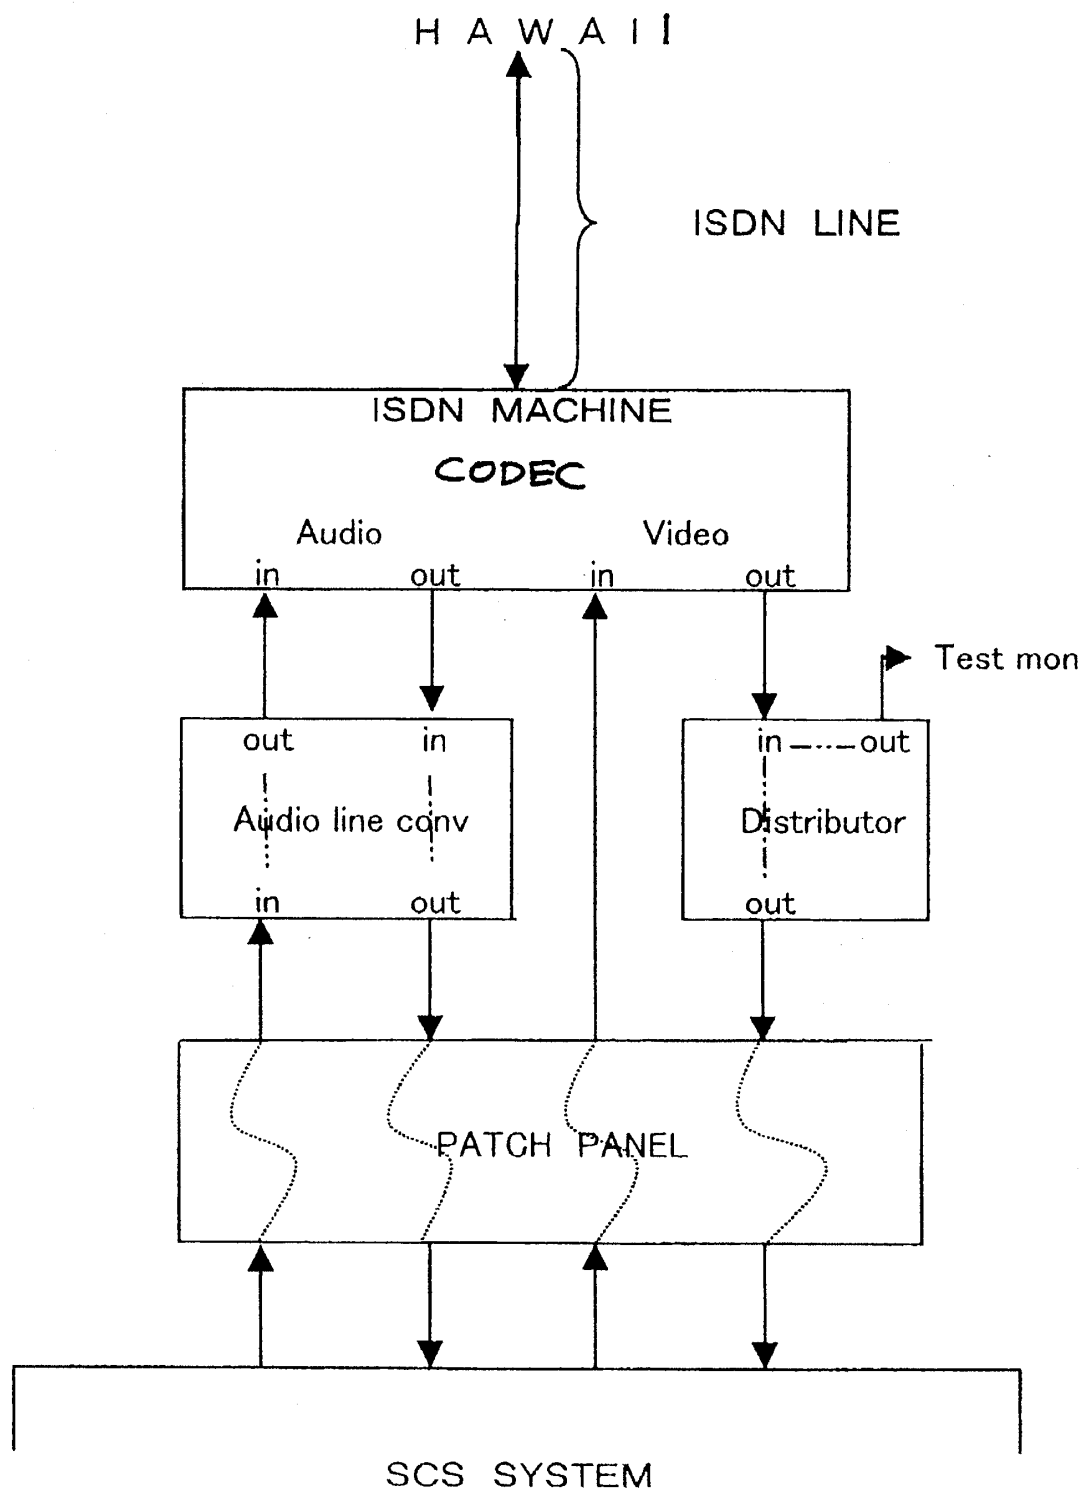 HAWAII
ISDN LINE
ISDN MACHINE
CODEC
Audio Video
in out in out
Test mon
out in in out
Audio line conv Distributor
in out out
PATCH PANEL
SCS SYSTEM